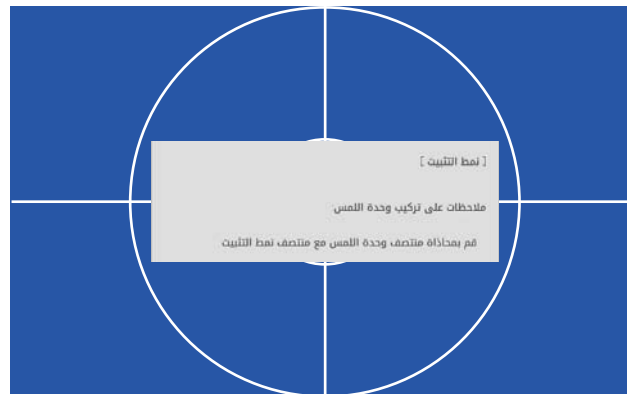 [ نمط التثبيت ]
ملاحظات على تركيب وحدة اللمس:
قم بمحاذاة منتصف وحدة اللمس مع منتصف نمط التثبيت